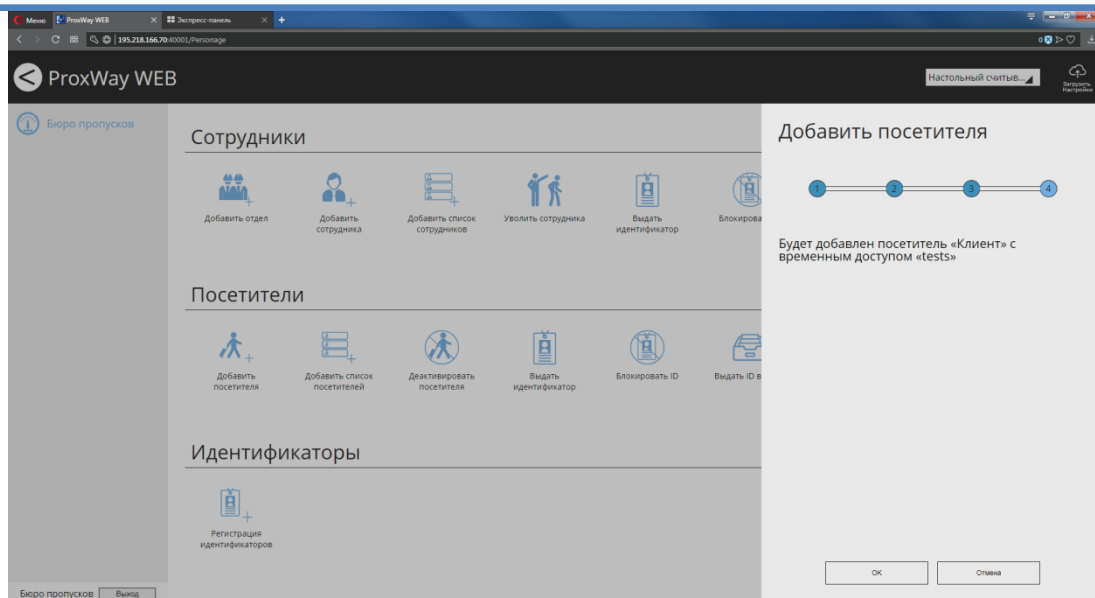 Меню ProxWay WEB Экспресс-панель
195.218.166.70:40001/Personage 0
ProxWay WEB Настольный считыв... Загрузить
Настройки
Бюро пропусков
Сотрудники
Добавить отдел
Добавить
сотрудника
Добавить список
сотрудников
Уволить сотрудника
Выдать
идентификатор
Блокирова
Посетители
Добавить
посетителя
Добавить список
посетителей
Деактивировать
посетителя
Выдать
идентификатор
Блокировать ID
Выдать ID в
Идентификаторы
Регистрация
идентификаторов
Добавить посетителя
1 2 3 4
Будет добавлен посетитель «Клиент» с
временным доступом «tests»
ОК Отмена
Бюро пропусков Выход